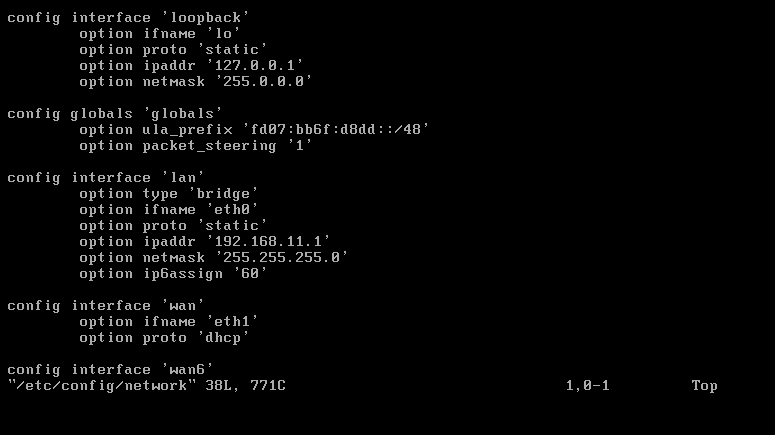 config interface 'loopback'
        option ifname 'lo'
        option proto 'static'
        option ipaddr '127.0.0.1'
        option netmask '255.0.0.0'

config globals 'globals'
        option ula_prefix 'fd07:bb6f:d8dd::/48'
        option packet_steering '1'

config interface 'lan'
        option type 'bridge'
        option ifname 'eth0'
        option proto 'static'
        option ipaddr '192.168.11.1'
        option netmask '255.255.255.0'
        option ip6assign '60'

config interface 'wan'
        option ifname 'eth1'
        option proto 'dhcp'

config interface 'wan6'
"/etc/config/network" 38L, 771C 1,0-1 Top